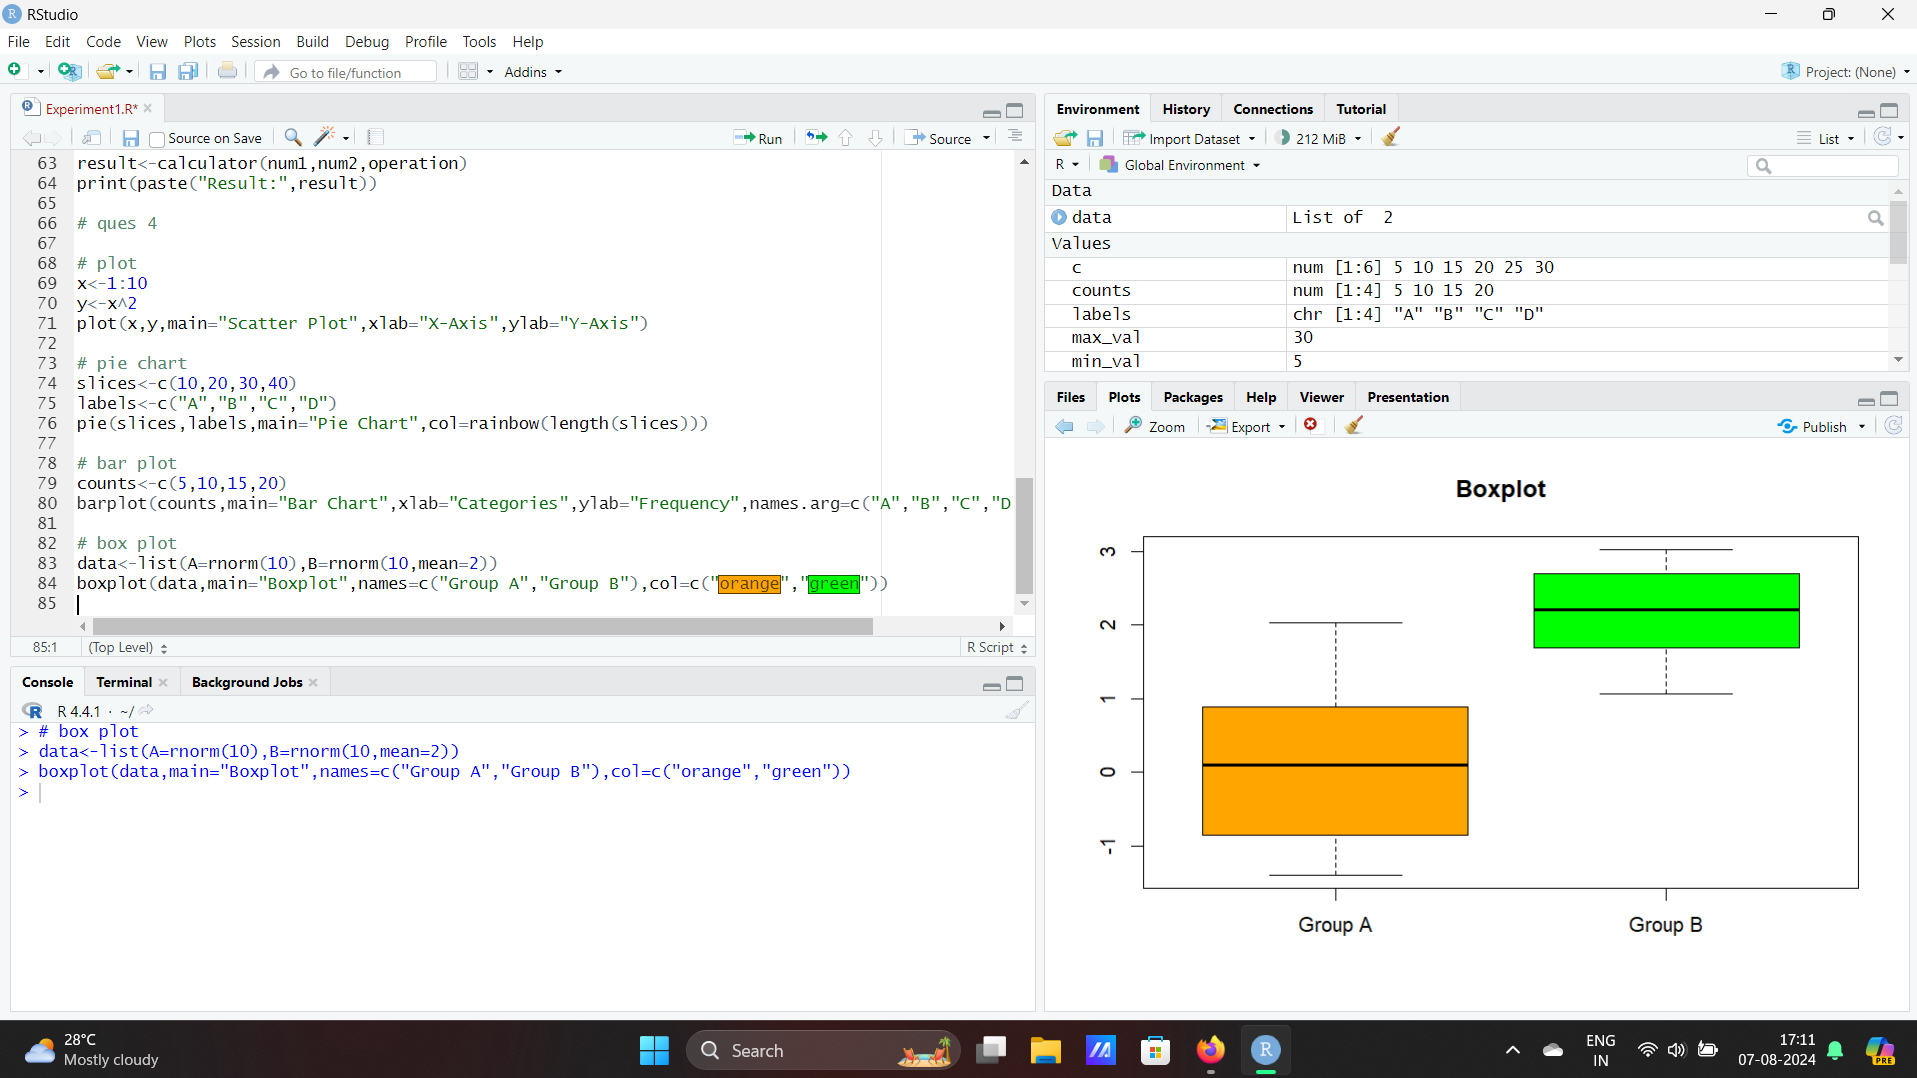 RStudio
File Edit Code View Plots Session Build Debug Profile Tools Help
Go to file/function Addins Project: (None)
Experiment1.R*
Source on Save Run Source
63 result<-calculator(num1,num2,operation)
64 print(paste("Result:",result))
65
66 # ques 4
67
68 # plot
69 x<-1:10
70 y<-x^2
71 plot(x,y,main="Scatter Plot",xlab="X-Axis",ylab="Y-Axis")
72
73 # pie chart
74 slices<-c(10,20,30,40)
75 labels<-c("A","B","C","D")
76 pie(slices,labels,main="Pie Chart",col=rainbow(length(slices)))
77
78 # bar plot
79 counts<-c(5,10,15,20)
80 barplot(counts,main="Bar Chart",xlab="Categories",ylab="Frequency",names.arg=c("A","B","C","D
81
82 # box plot
83 data<-list(A=rnorm(10),B=rnorm(10,mean=2))
84 boxplot(data,main="Boxplot",names=c("Group A","Group B"),col=c("orange","green"))
85
85:1 (Top Level) R Script
Console Terminal Background Jobs
R 4.4.1 · ~/
> # box plot
> data<-list(A=rnorm(10),B=rnorm(10,mean=2))
> boxplot(data,main="Boxplot",names=c("Group A","Group B"),col=c("orange","green"))
>
Environment History Connections Tutorial
Import Dataset 212 MiB List
R Global Environment
Data
data List of 2
Values
c num [1:6] 5 10 15 20 25 30
counts num [1:4] 5 10 15 20
labels chr [1:4] "A" "B" "C" "D"
max_val 30
min_val 5
Files Plots Packages Help Viewer Presentation
Zoom Export Publish
Boxplot
3
2
1
0
-1
Group A Group B
28°C
Mostly cloudy
Search
ENG
IN
17:11
07-08-2024
PRE